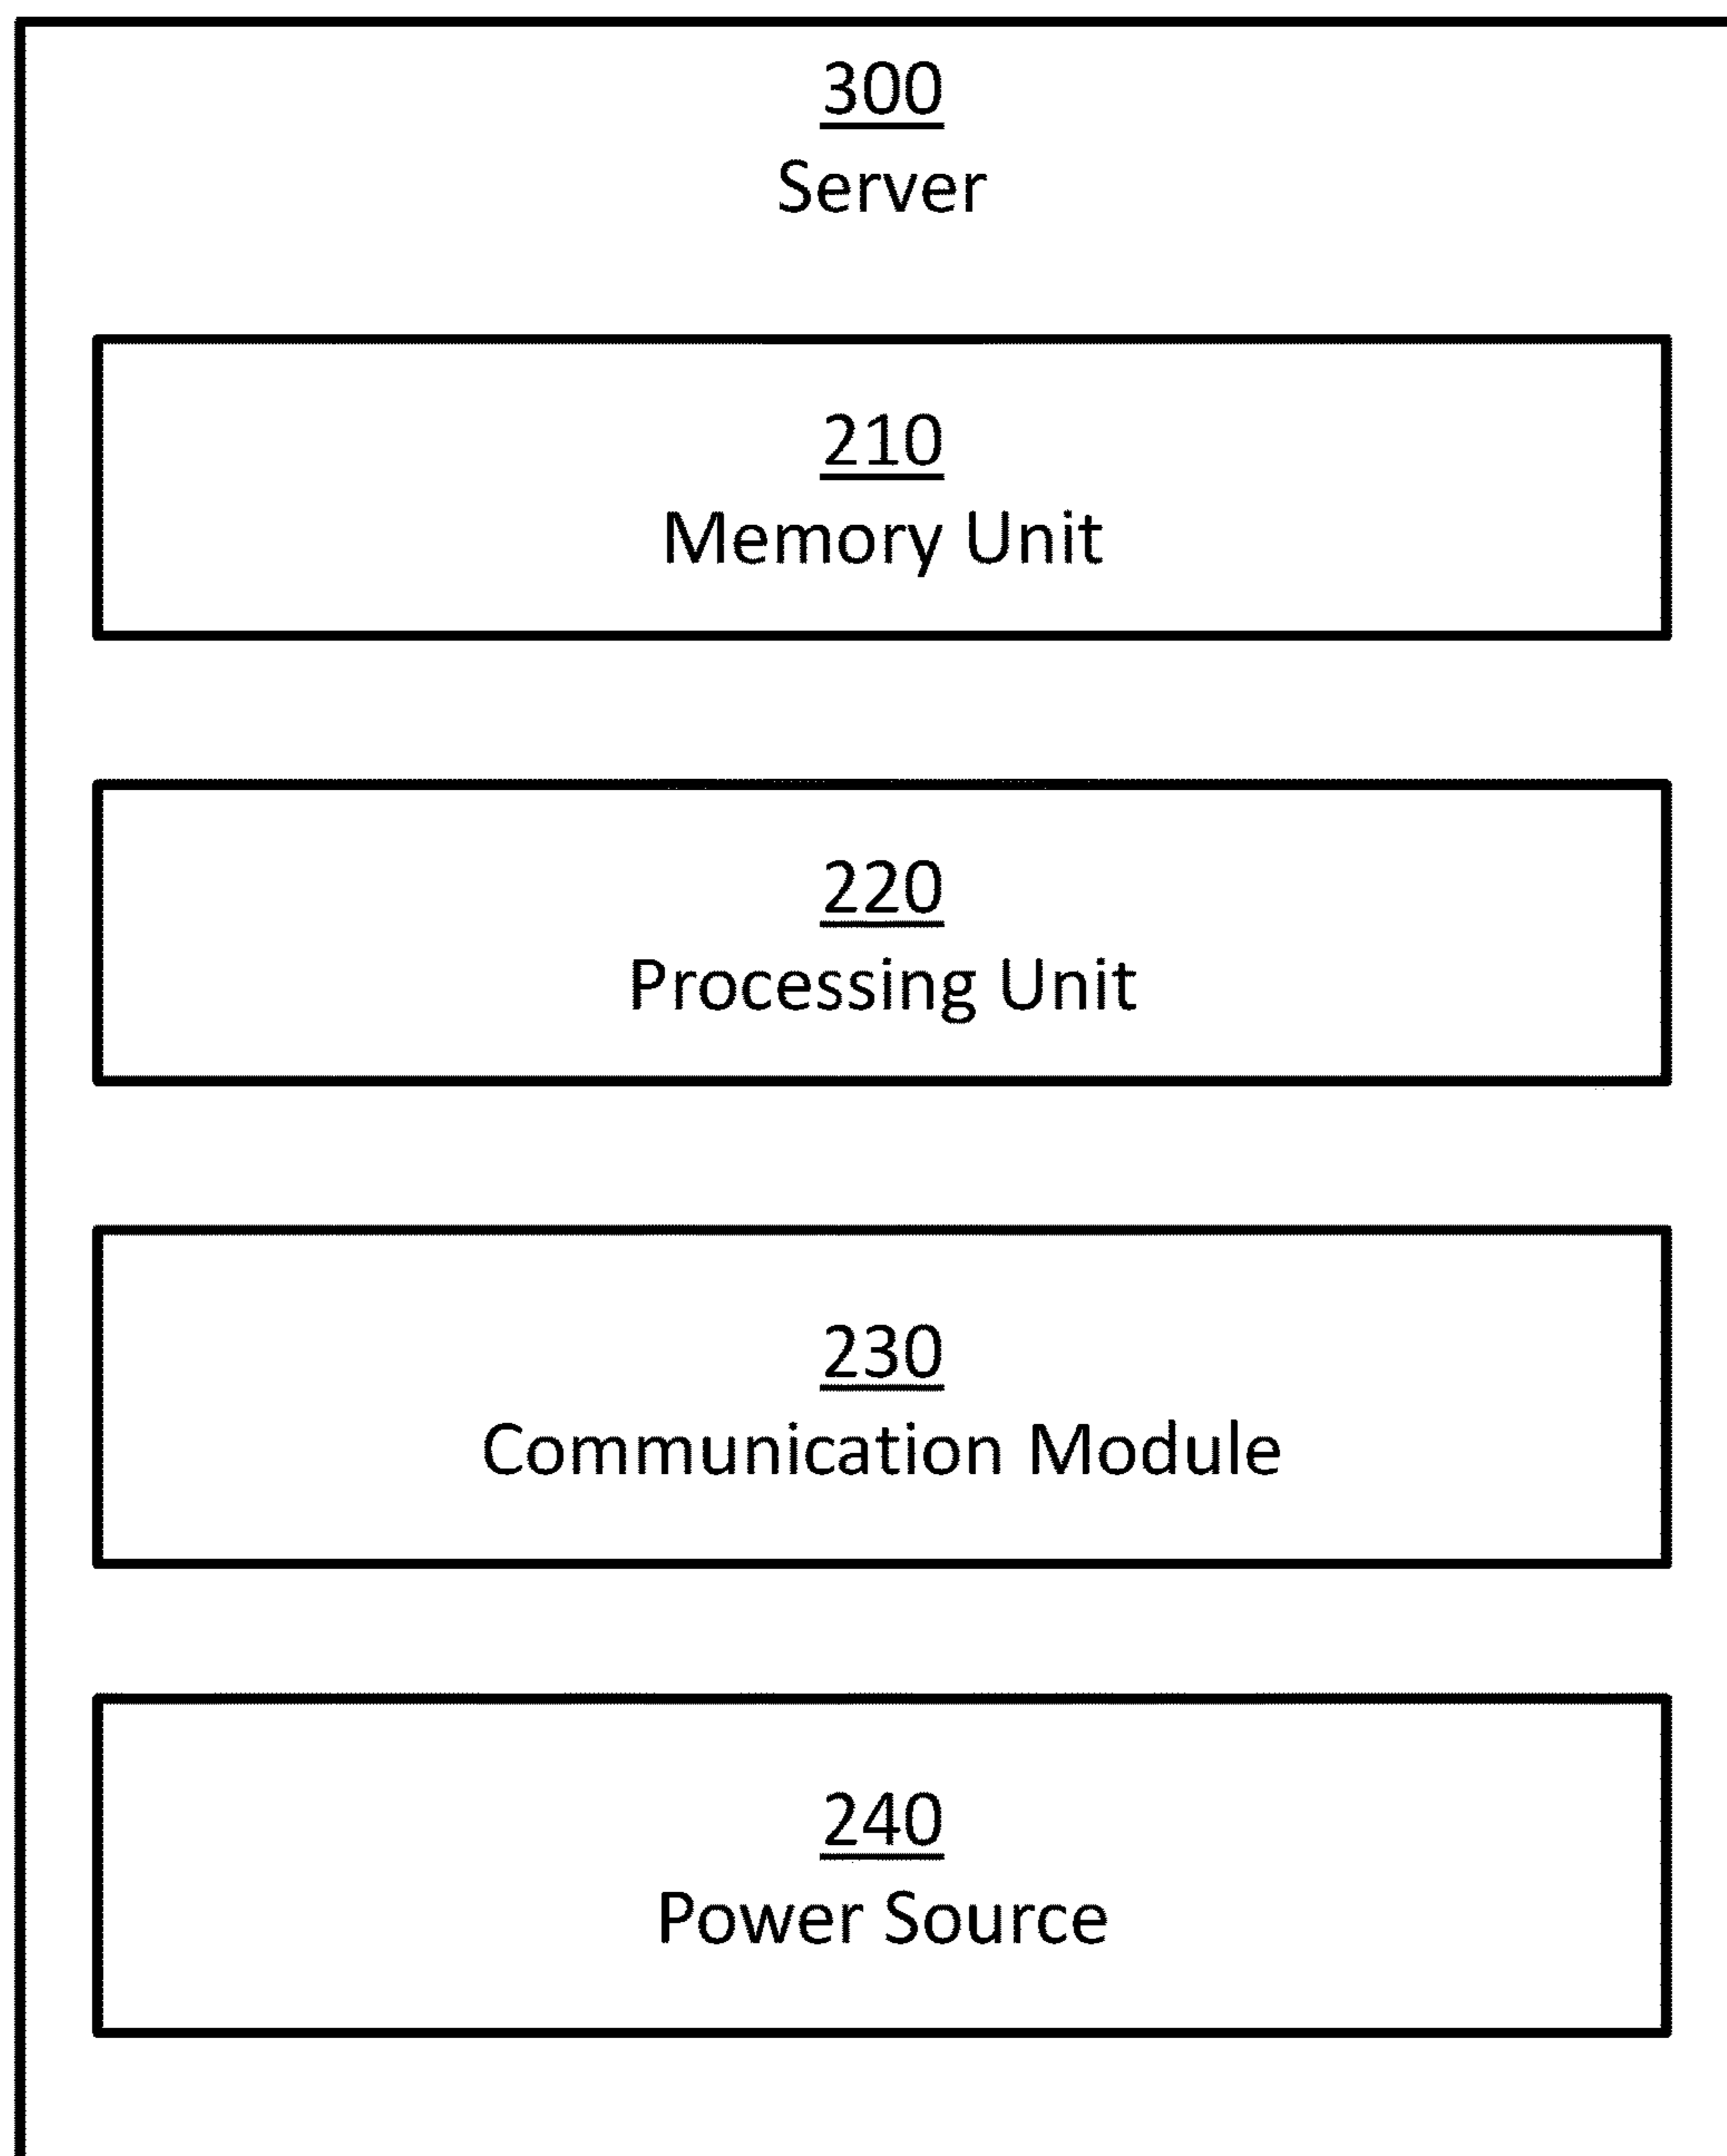 300
Server
210
Memory Unit
220
Processing Unit
230
Communication Module
240
Power Source